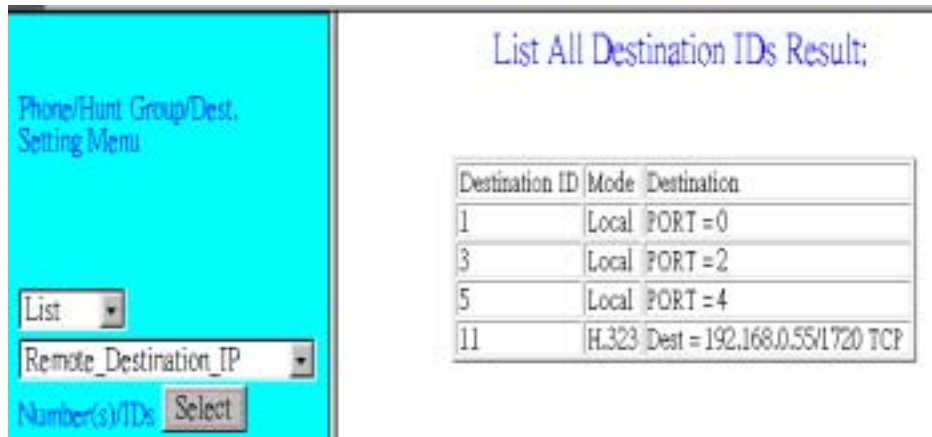 Phone/Hunt Group/Dest.
Setting Menu
List
Remote_Destination_IP
Number(s)/IDs Select
List All Destination IDs Result:
Destination ID Mode Destination
1 Local PORT = 0
3 Local PORT = 2
5 Local PORT = 4
11 H.323 Dest = 192.168.0.55/1720 TCP